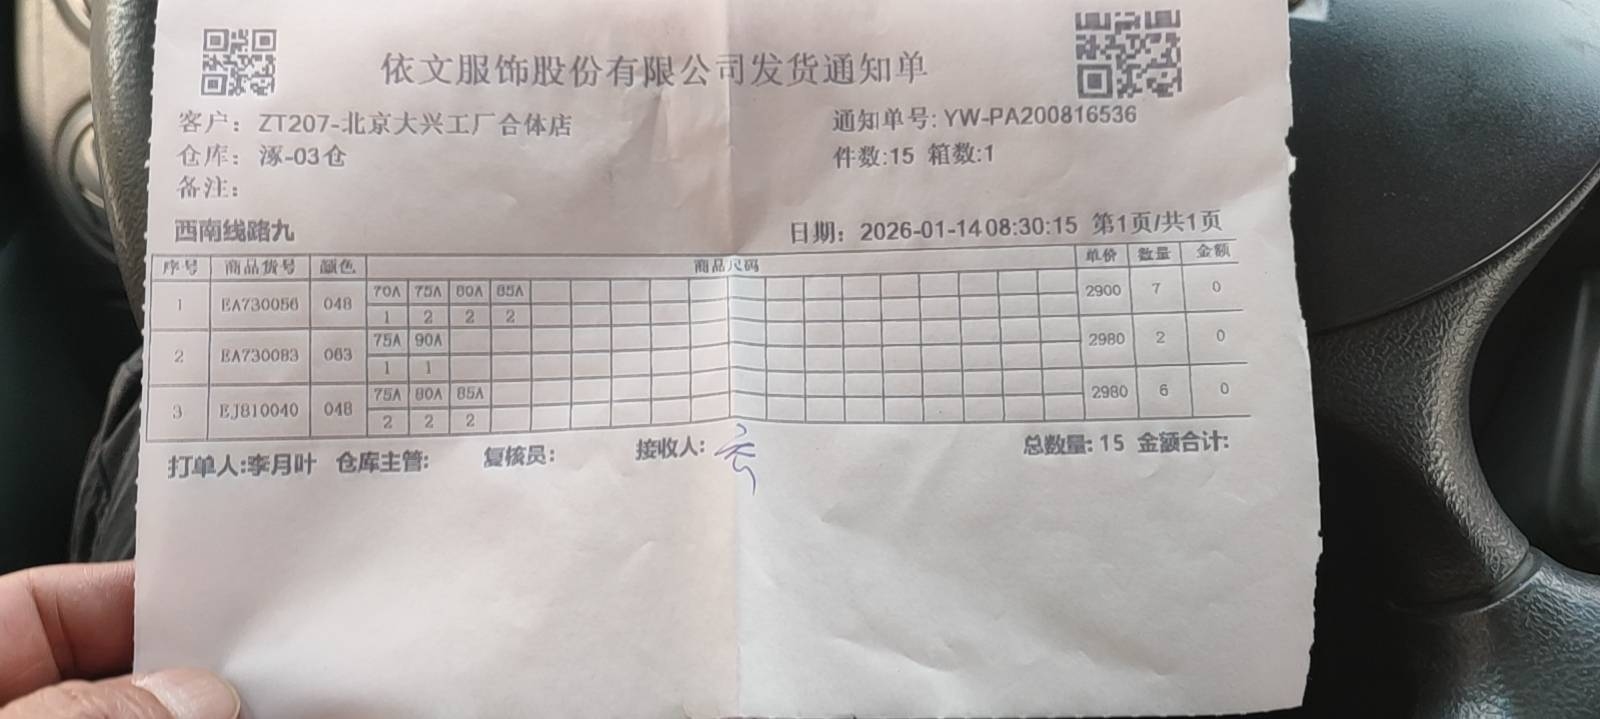 依文服饰股份有限公司发货通知单
客户：ZT207-北京大兴工厂合体店 通知单号: YW-PA200816536
仓库：涿-03仓 件数:15 箱数:1
备注：
西南线路九 日期：2026-01-14 08:30:15 第1页/共1页
序号 商品货号 颜色 商品尺码 单价 数量 金额
70A 75A 80A 85A
1 EA730056 048 2900 7 0
1 2 2 2
75A 90A
2 EA730083 063 2980 2 0
1 1
75A 80A 85A
3 EJ810040 048 2980 6 0
2 2 2
打单人:李月叶 仓库主管: 复核员: 接收人: 总数量: 15 金额合计: